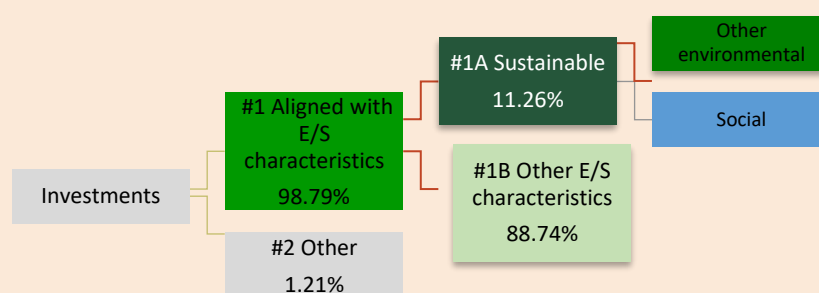 Investments
#1 Aligned with
E/S
characteristics
98.79%
#2 Other
1.21%
#1A Sustainable
11.26%
#1B Other E/S
characteristics
88.74%
Other
environmental
Social